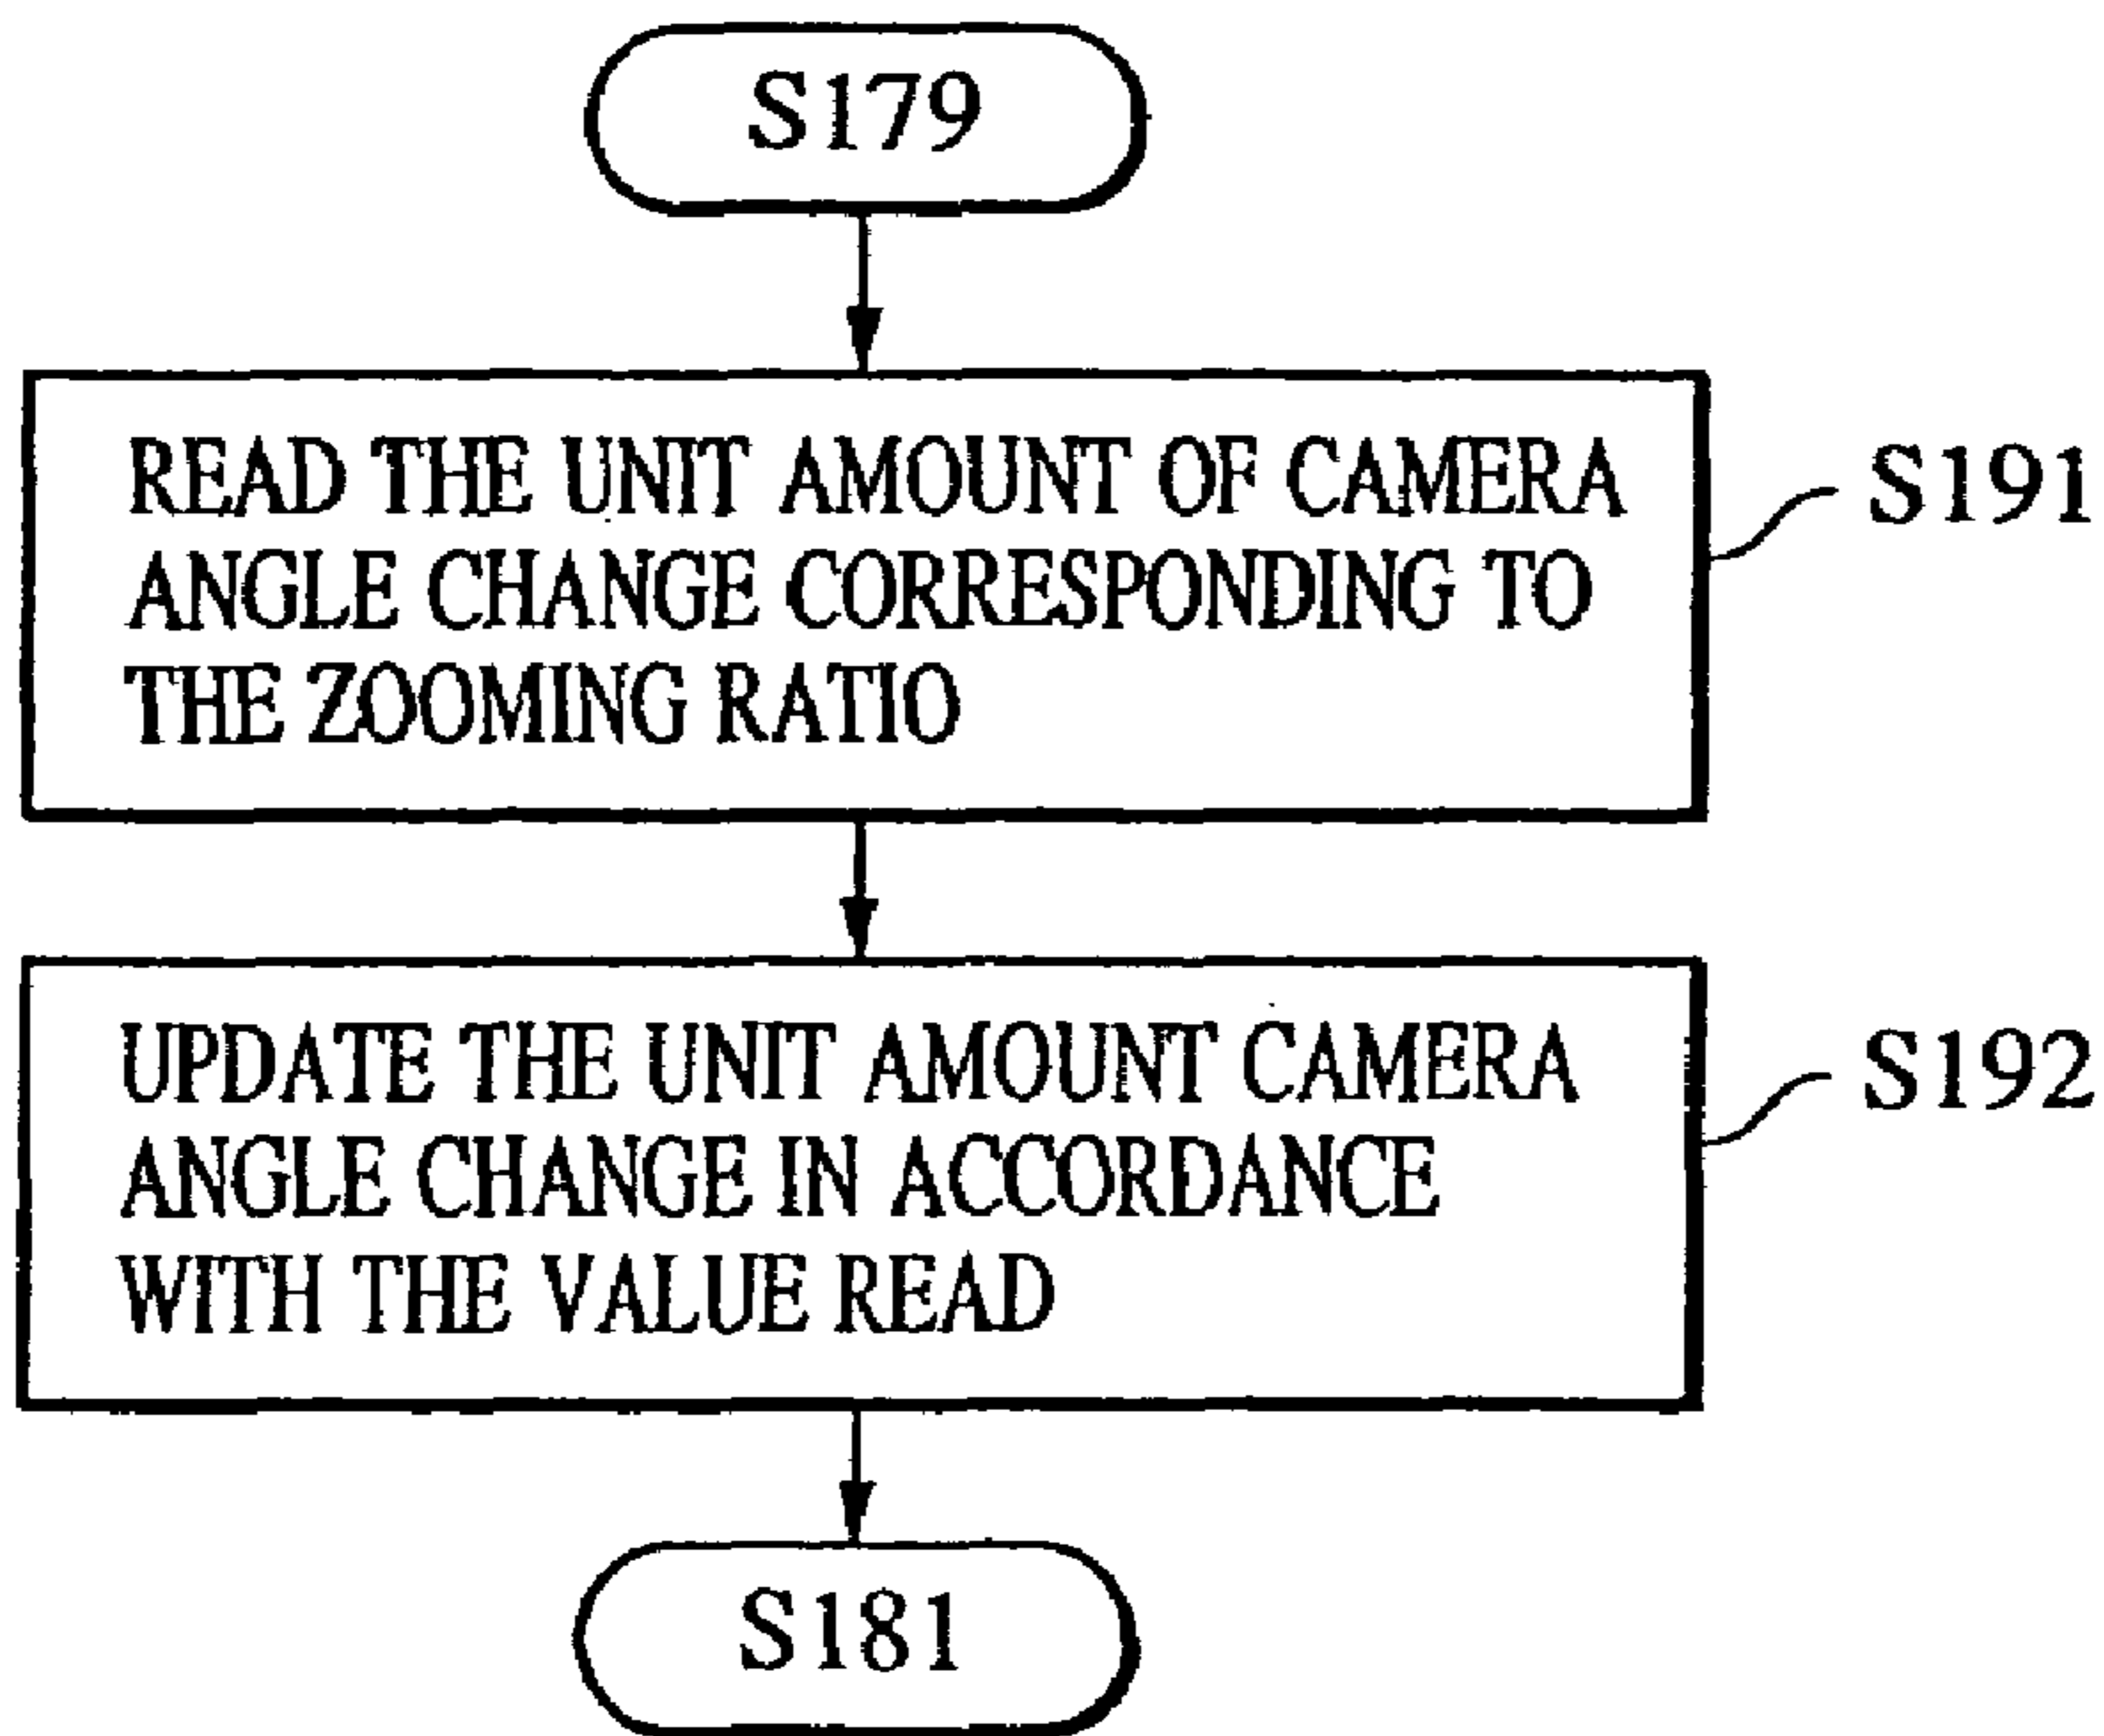 S179
READ THE UNIT AMOUNT OF CAMERA
ANGLE CHANGE CORRESPONDING TO
THE ZOOMING RATIO
S191
UPDATE THE UNIT AMOUNT CAMERA
ANGLE CHANGE IN ACCORDANCE
WITH THE VALUE READ
S192
S181